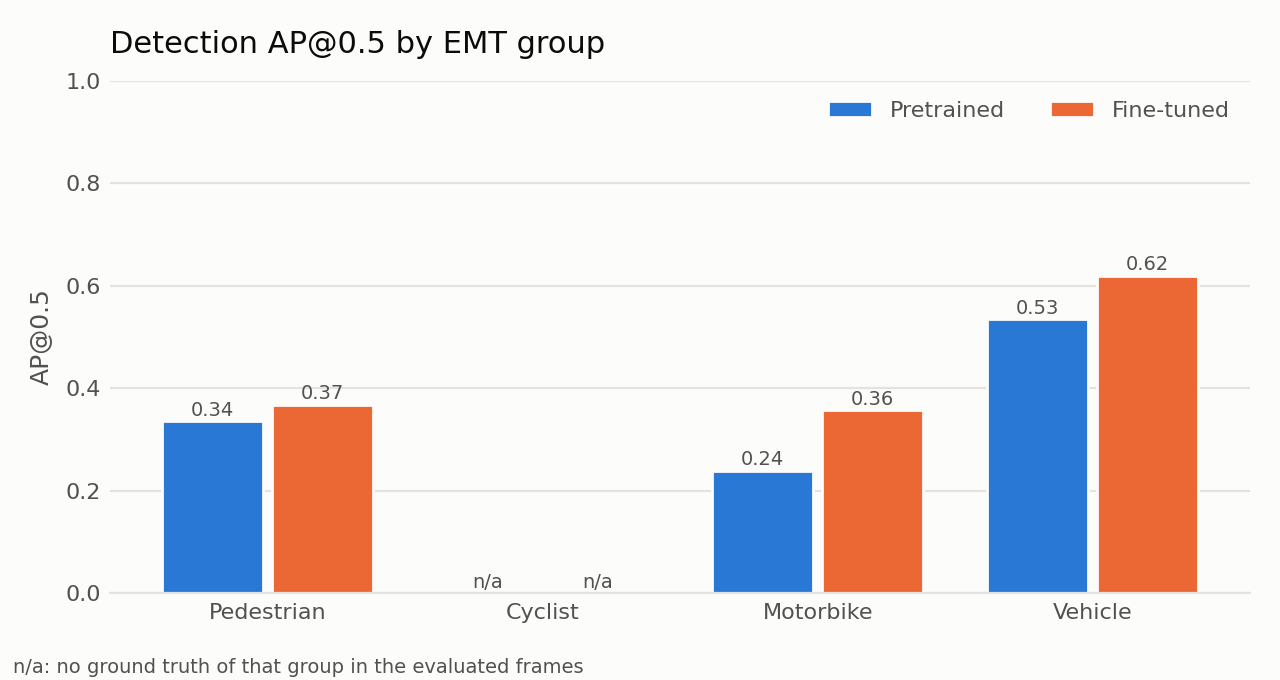 Detection AP@0.5 by EMT group
1.0
Pretrained Fine-tuned
0.8
0.6
0.4
0.2
0.0
AP@0.5
0.34
0.37
n/a
n/a
0.24
0.36
0.53
0.62
Pedestrian Cyclist Motorbike Vehicle
n/a: no ground truth of that group in the evaluated frames